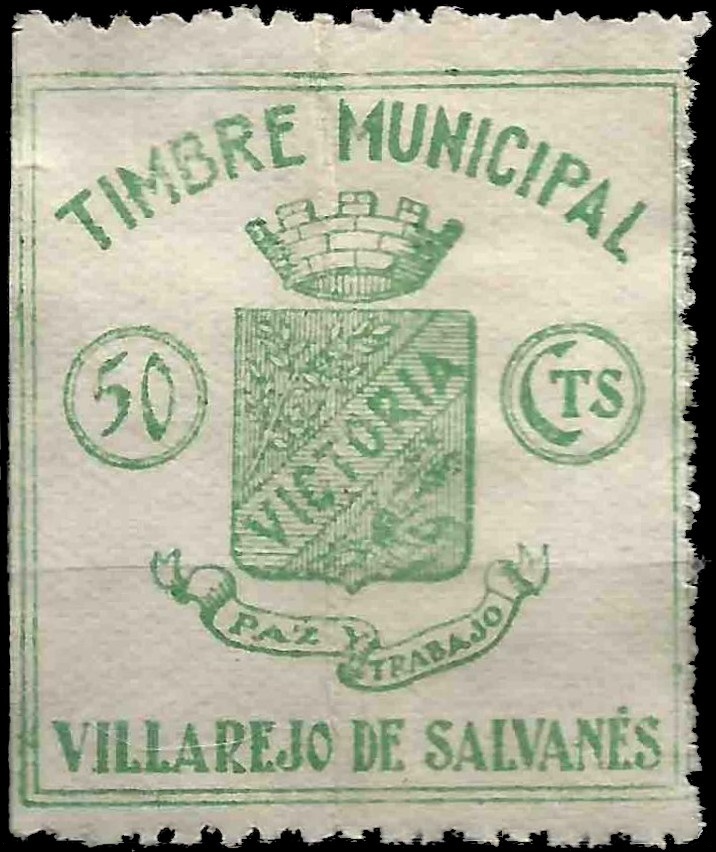 TIMBRE MUNICIPAL
50
CTS
VICTORIA
PAZ Y
TRABAJO
VILLAREJO DE SALVANÉS